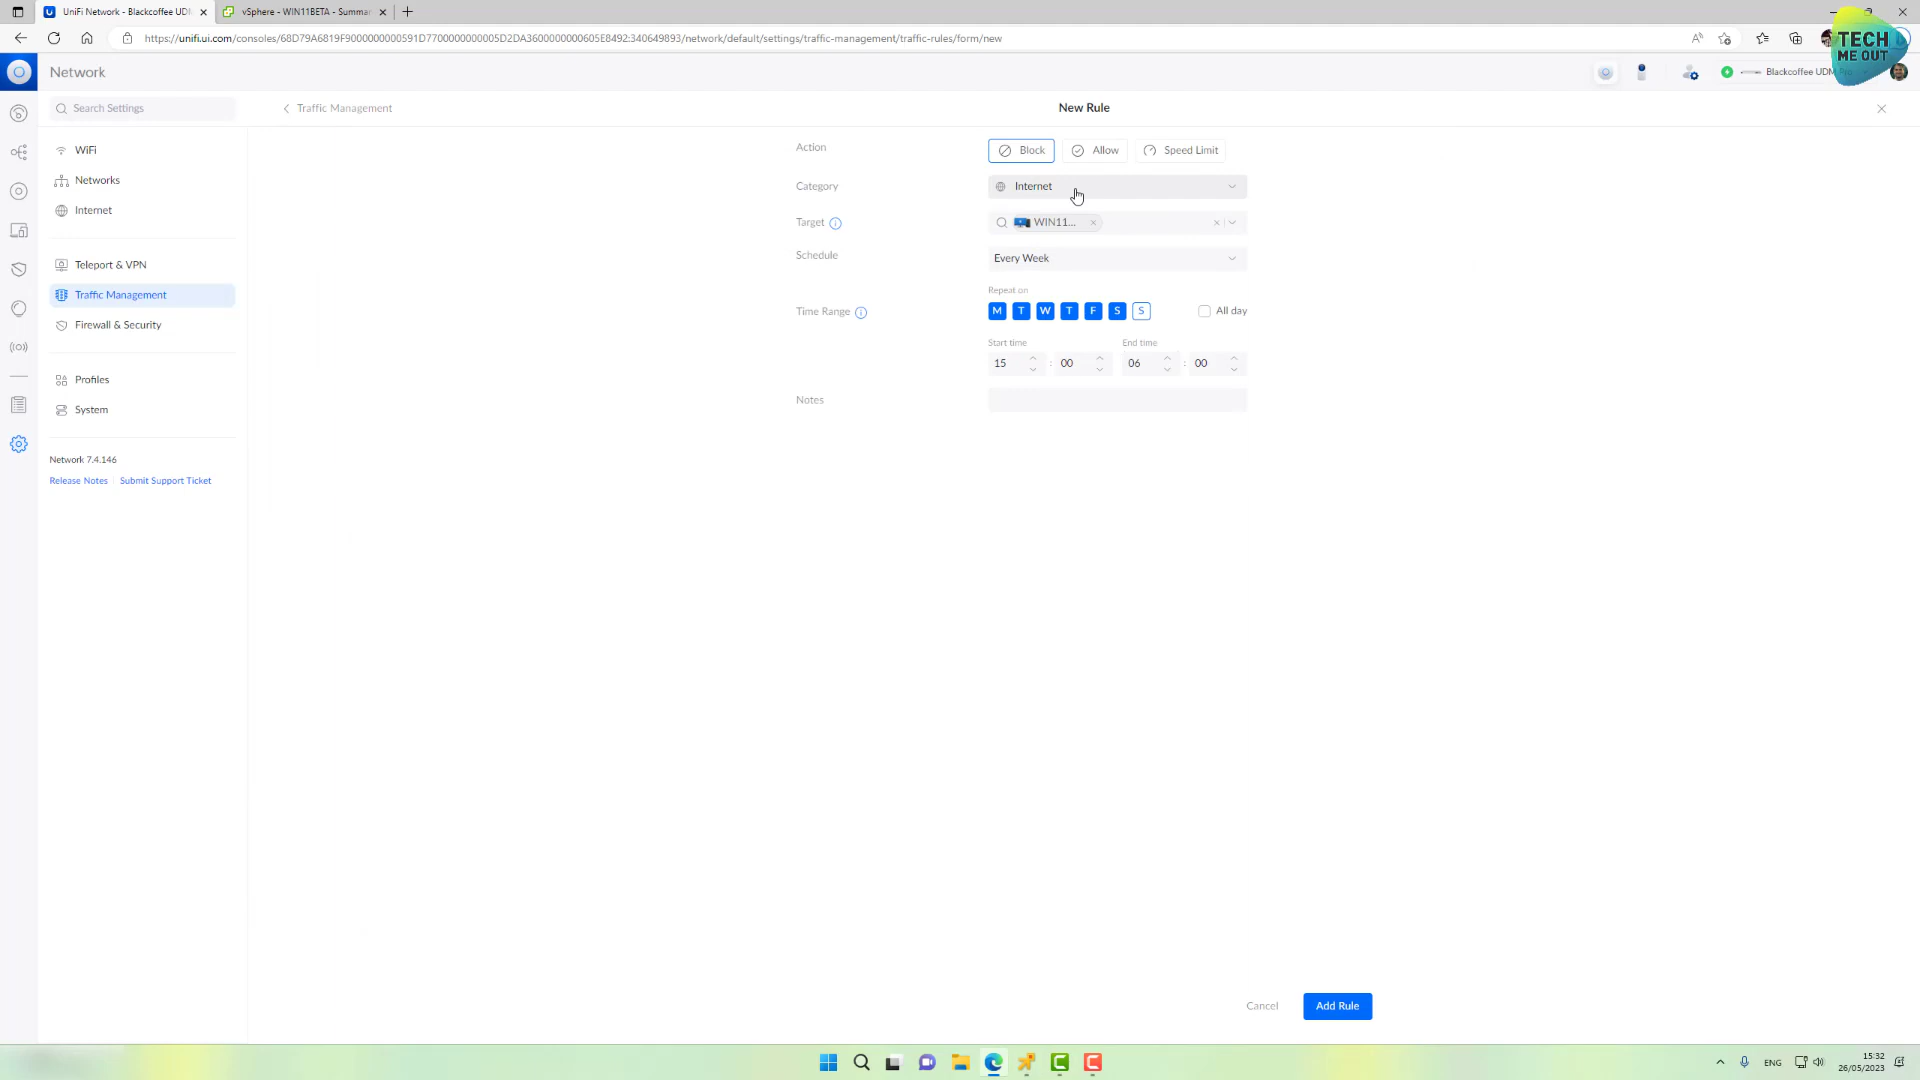 UniFi Network - Blackcoffee UDM
vSphere - WIN11BETA - Summar
https://unifi.ui.com/consoles/68D79A6819F9000000000591D7700000000005D2DA3600000000605E8492:340649893/network/default/settings/traffic-management/traffic-rules/form/new
TECH
ME OUT
Network
Blackcoffee UDM
Search Settings
Traffic Management
New Rule
WiFi
Networks
Internet
Teleport & VPN
Traffic Management
Firewall & Security
Profiles
System
Network 7.4.146
Release Notes
Submit Support Ticket
Action
Block
Allow
Speed Limit
Category
Internet
Target
WIN11...
Schedule
Every Week
Repeat on
Time Range
M T W T F S S
All day
Start time
End time
15 : 00
06 : 00
Notes
Cancel
Add Rule
ENG
15:32
26/05/2023